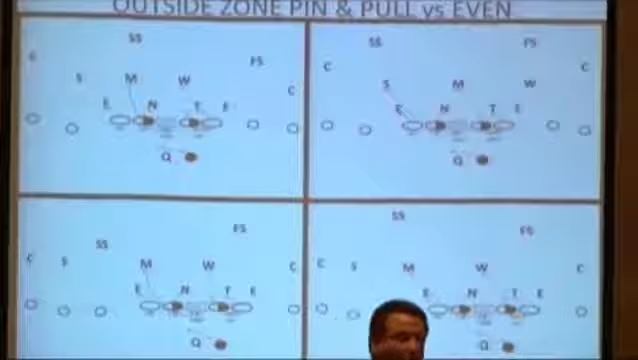 OUTSIDE ZONE PIN & PULL vs EVEN
SS
C FS
S M W
C
E N T E
Q
SS FS
C C
S M W
E N T E
Q
FS
SS
C S M W C
E N T E
Q
SS
FS
C S M W C
E N T E
Q